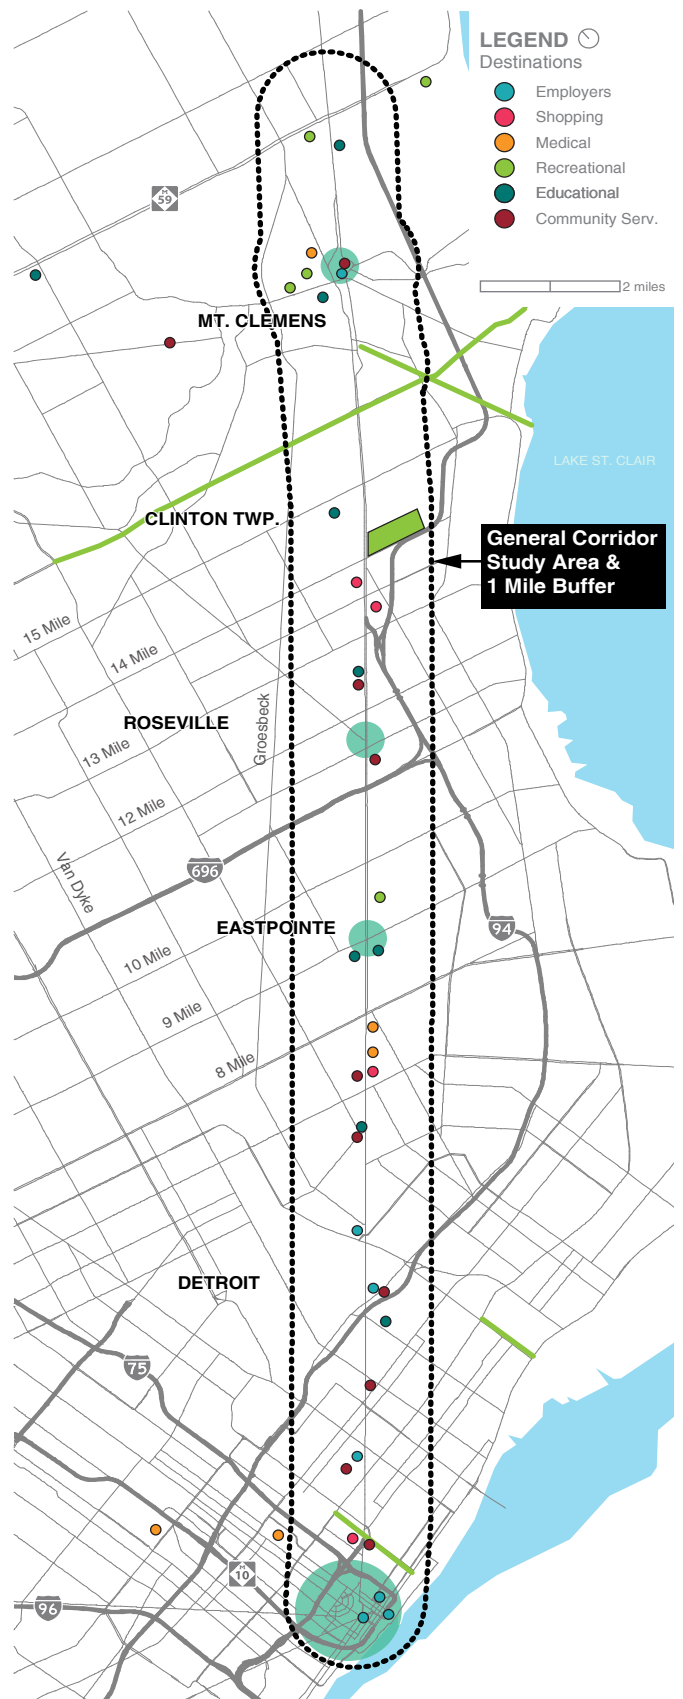 LEGEND
Destinations
Employers
Shopping
Medical
Recreational
Educational
Community Serv.
2 miles
M
59
MT. CLEMENS
LAKE ST. CLAIR
CLINTON TWP.
General Corridor
Study Area &
1 Mile Buffer
15 Mile
14 Mile
Groesbeck
ROSEVILLE
13 Mile
12 Mile
Van Dyke
696
EASTPOINTE
94
10 Mile
9 Mile
8 Mile
DETROIT
75
M
10
96